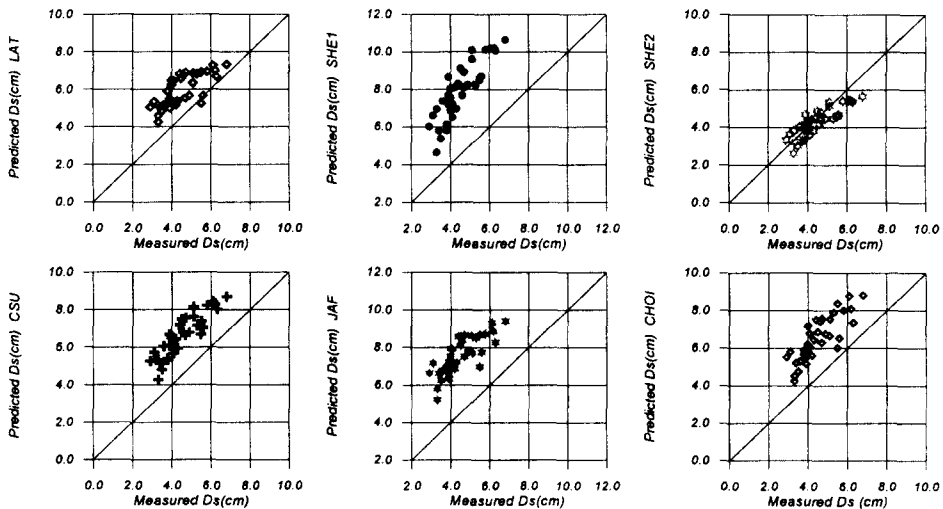 Predicted Ds(cm) LAT
10.0
8.0
6.0
4.0
2.0
0.0
0.0 2.0 4.0 6.0 8.0 10.0
Measured Ds(cm)
Predicted Ds(cm) SHE1
12.0
10.0
8.0
6.0
4.0
2.0
2.0 4.0 6.0 8.0 10.0 12.0
Measured Ds(cm)
Predicted Ds(cm) SHE2
10.0
8.0
6.0
4.0
2.0
0.0
0.0 2.0 4.0 6.0 8.0 10.0
Measured Ds(cm)
Predicted Ds(cm) CSU
10.0
8.0
6.0
4.0
2.0
0.0
0.0 2.0 4.0 6.0 8.0 10.0
Measured Ds(cm)
Predicted Ds(cm) JAF
12.0
10.0
8.0
6.0
4.0
2.0
2.0 4.0 6.0 8.0 10.0 12.0
Measured Ds(cm)
Predicted Ds(cm) CHOI
10.0
8.0
6.0
4.0
2.0
0.0
0.0 2.0 4.0 6.0 8.0 10.0
Measured Ds(cm)